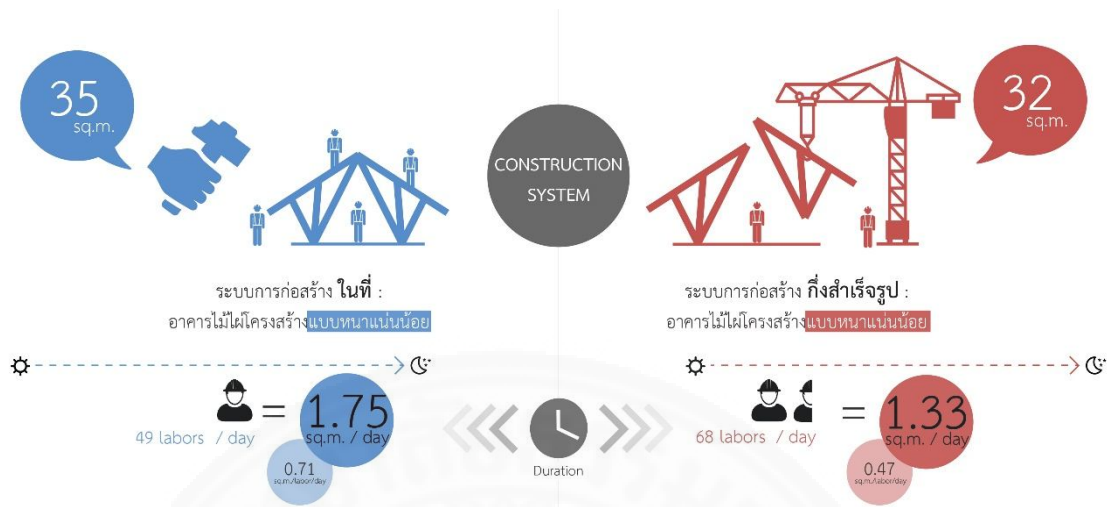 35
sq.m.
32
sq.m.
CONSTRUCTION
SYSTEM
ระบบการก่อสร้าง ในที่ :
อาคารไม้ไผ่โครงสร้างแบบหนาแน่นน้อย
ระบบการก่อสร้าง กึ่งสำเร็จรูป :
อาคารไม้ไผ่โครงสร้างแบบหนาแน่นน้อย
=
1.75
sq.m. / day
49 labors / day
0.71
sq.m./labor/day
Duration
=
1.33
sq.m. / day
68 labors / day
0.47
sq.m./labor/day